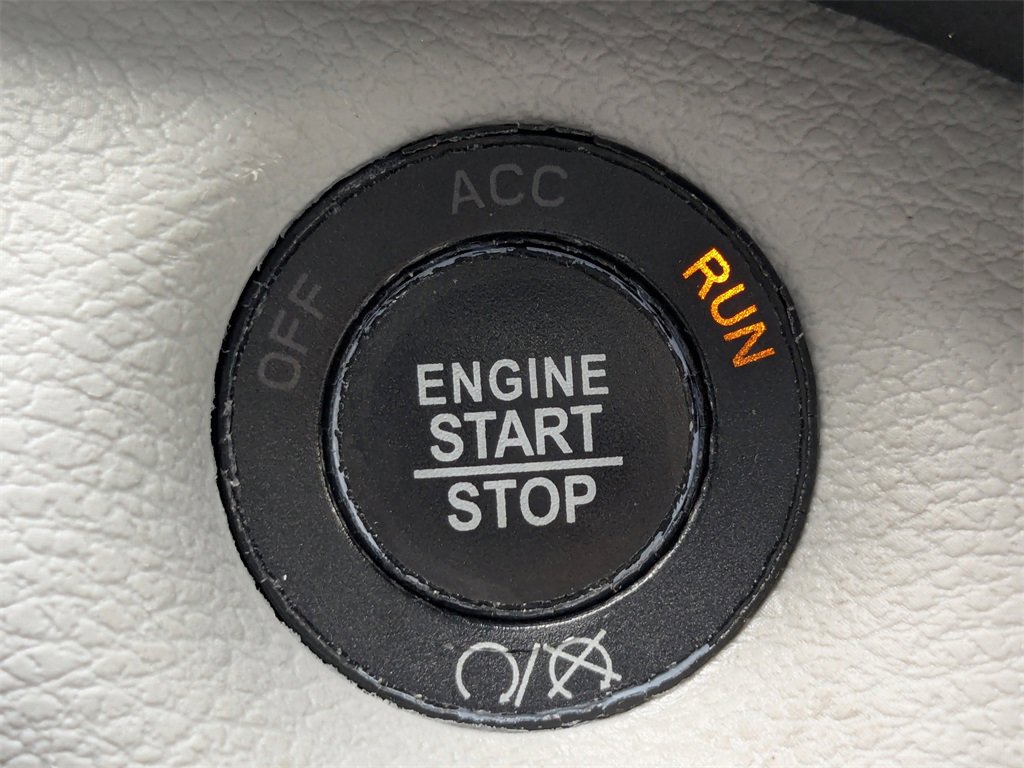 ACC
OFF
RUN
ENGINE
START
STOP